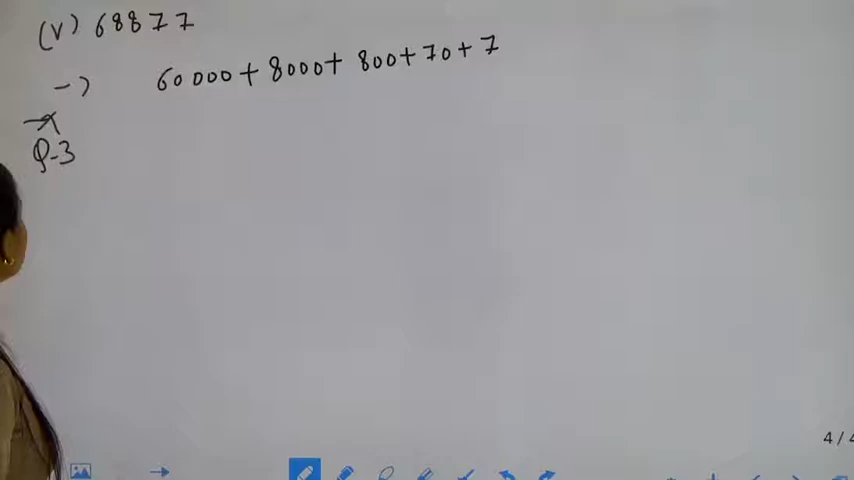 (V) 68877
-> 60000 + 8000 + 800 + 70 + 7
Q-3
4 / 4